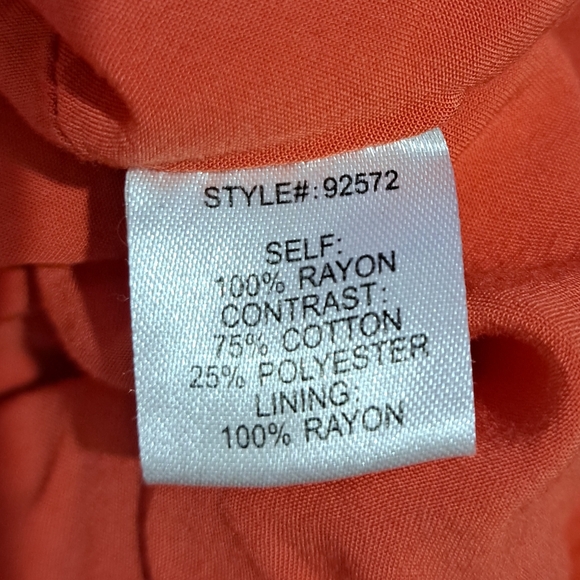 STYLE#: 92572
SELF:
100% RAYON
CONTRAST:
75% COTTON
25% POLYESTER
LINING:
100% RAYON